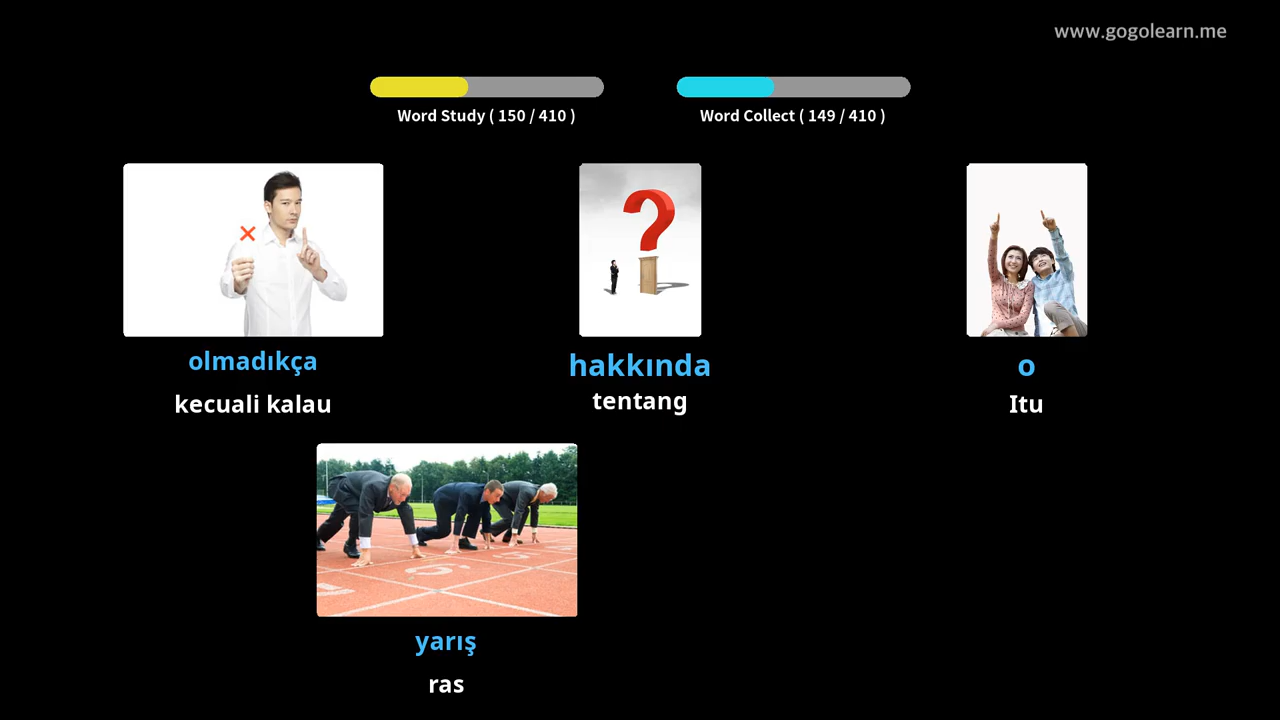 www.gogolearn.me
Word Study ( 150 / 410 )
Word Collect ( 149 / 410 )
olmadıkça
kecuali kalau
hakkında
tentang
o
Itu
yarış
ras